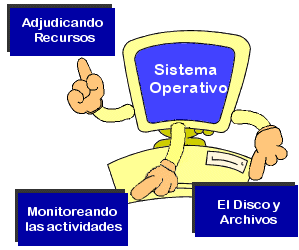 Adjudicando
Recursos
Sistema
Operativo
Monitoreando
las actividades
El Disco y
Archivos